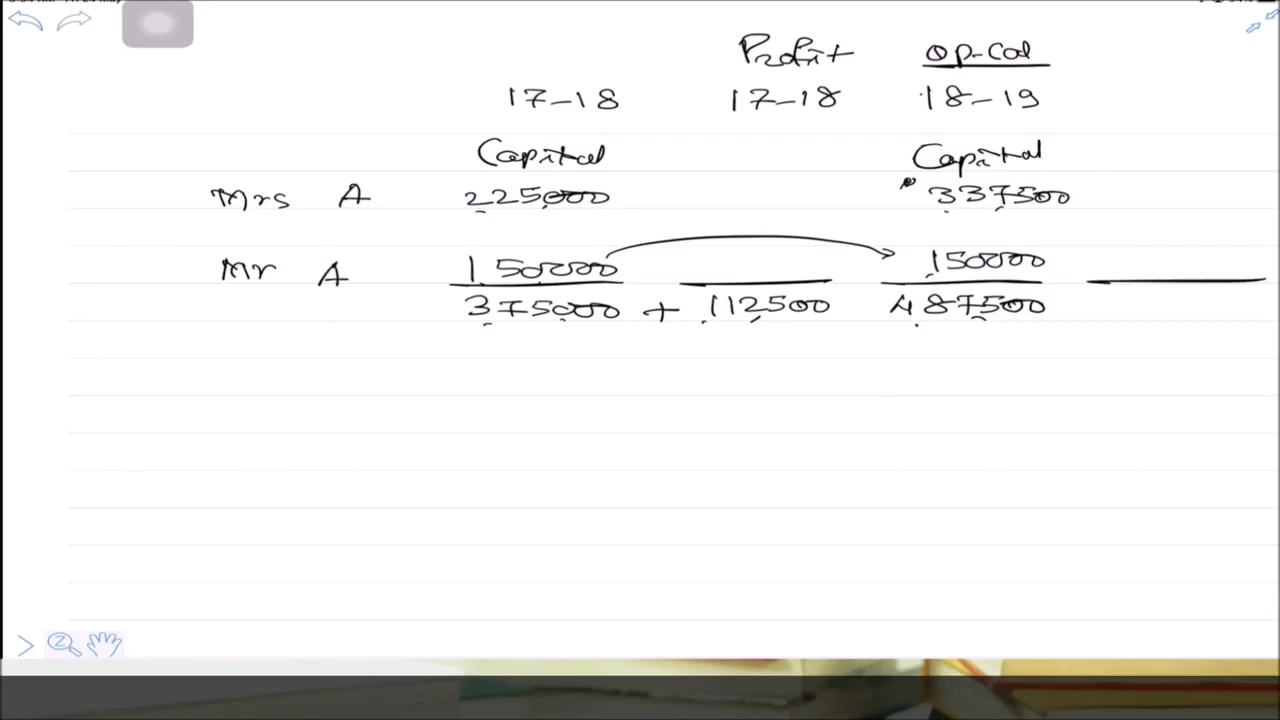 Profit Op-Cal
17-18 17-18 18-19
Capital Capital
Mrs A 225000 337500
Mr A 150000 150000
375000 + 112500 487500